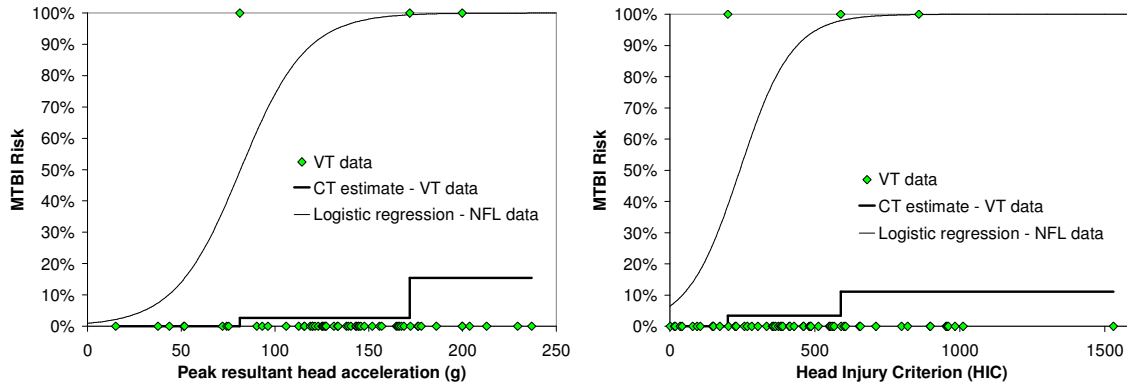 100%
90%
80%
70%
60%
50%
40%
30%
20%
10%
0%
MTBI Risk
VT data
CT estimate - VT data
Logistic regression - NFL data
0 50 100 150 200 250
Peak resultant head acceleration (g)
100%
90%
80%
70%
60%
50%
40%
30%
20%
10%
0%
MTBI Risk
VT data
CT estimate - VT data
Logistic regression - NFL data
0 500 1000 1500
Head Injury Criterion (HIC)